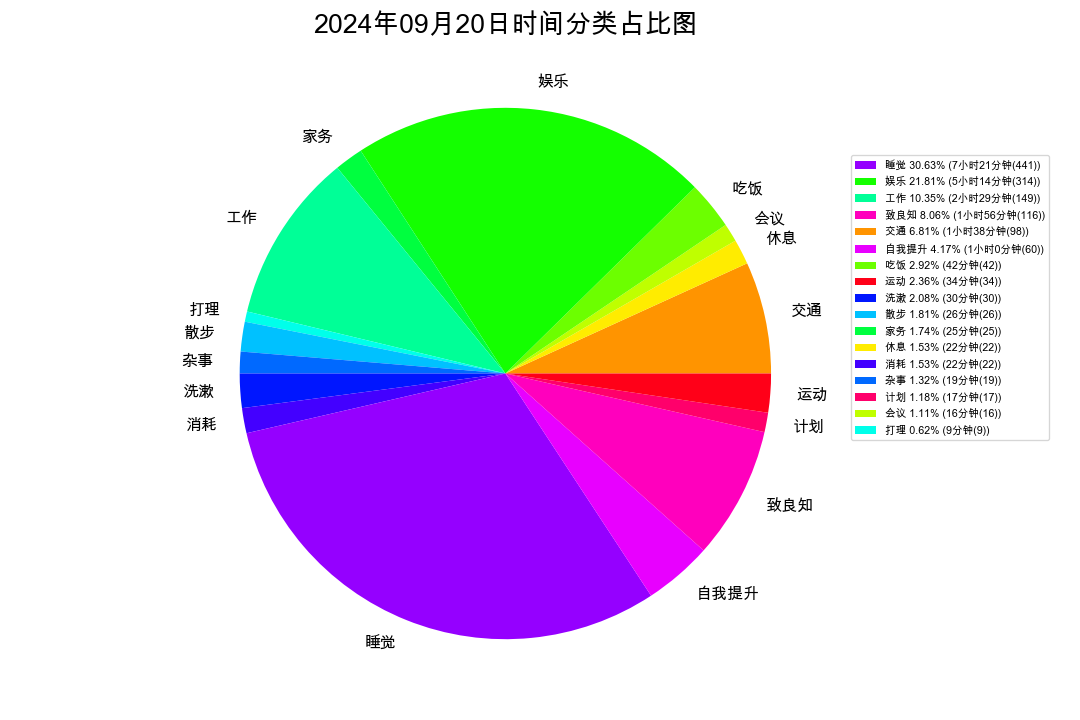 2024年09月20日时间分类占比图
娱乐
家务
吃饭
会议
工作
休息
打理
交通
散步
杂事
洗漱
运动
消耗
计划
致良知
自我提升
睡觉
睡觉 30.63% (7小时21分钟(441))
娱乐 21.81% (5小时14分钟(314))
工作 10.35% (2小时29分钟(149))
致良知 8.06% (1小时56分钟(116))
交通 6.81% (1小时38分钟(98))
自我提升 4.17% (1小时0分钟(60))
吃饭 2.92% (42分钟(42))
运动 2.36% (34分钟(34))
洗漱 2.08% (30分钟(30))
散步 1.81% (26分钟(26))
家务 1.74% (25分钟(25))
休息 1.53% (22分钟(22))
消耗 1.53% (22分钟(22))
杂事 1.32% (19分钟(19))
计划 1.18% (17分钟(17))
会议 1.11% (16分钟(16))
打理 0.62% (9分钟(9))